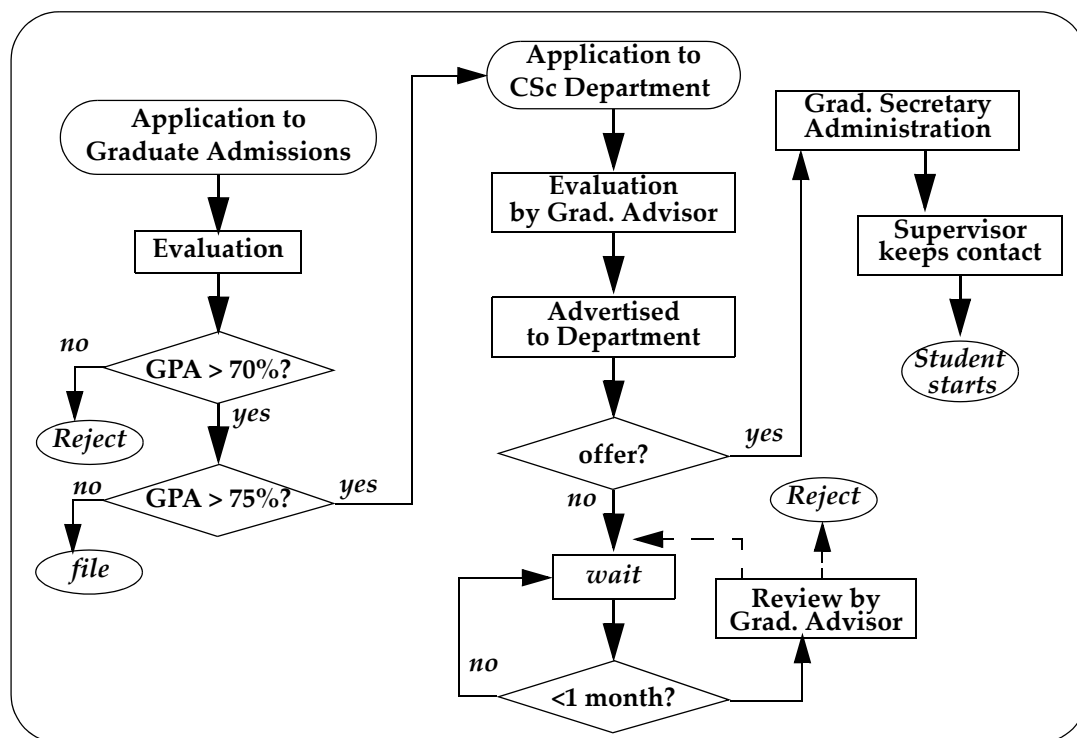 Application to
Graduate Admissions
Evaluation
no
GPA > 70%?
yes
Reject
no
GPA > 75%?
yes
file
Application to
CSc Department
Evaluation
by Grad. Advisor
Advertised
to Department
offer?
yes
no
wait
no
<1 month?
Review by
Grad. Advisor
Reject
Grad. Secretary
Administration
Supervisor
keeps contact
Student
starts